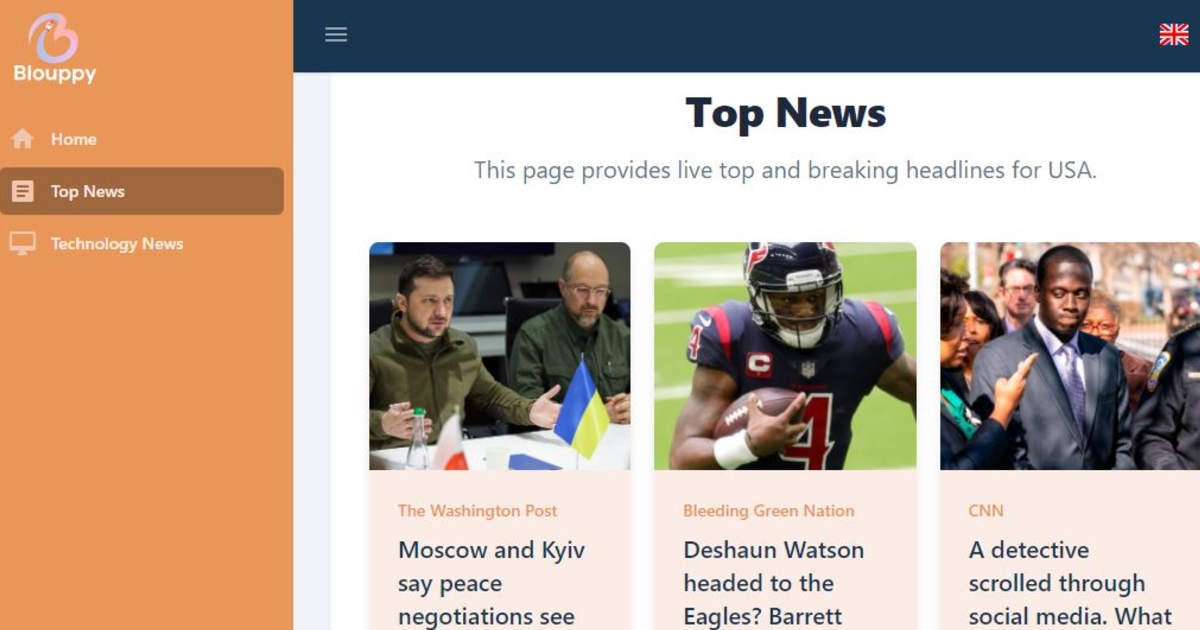 Blouppy
Home
Top News
Technology News
Top News
This page provides live top and breaking headlines for USA.
4
C
4
The Washington Post
Moscow and Kyiv
say peace
negotiations see
Bleeding Green Nation
Deshaun Watson
headed to the
Eagles? Barrett
CNN
A detective
scrolled through
social media. What